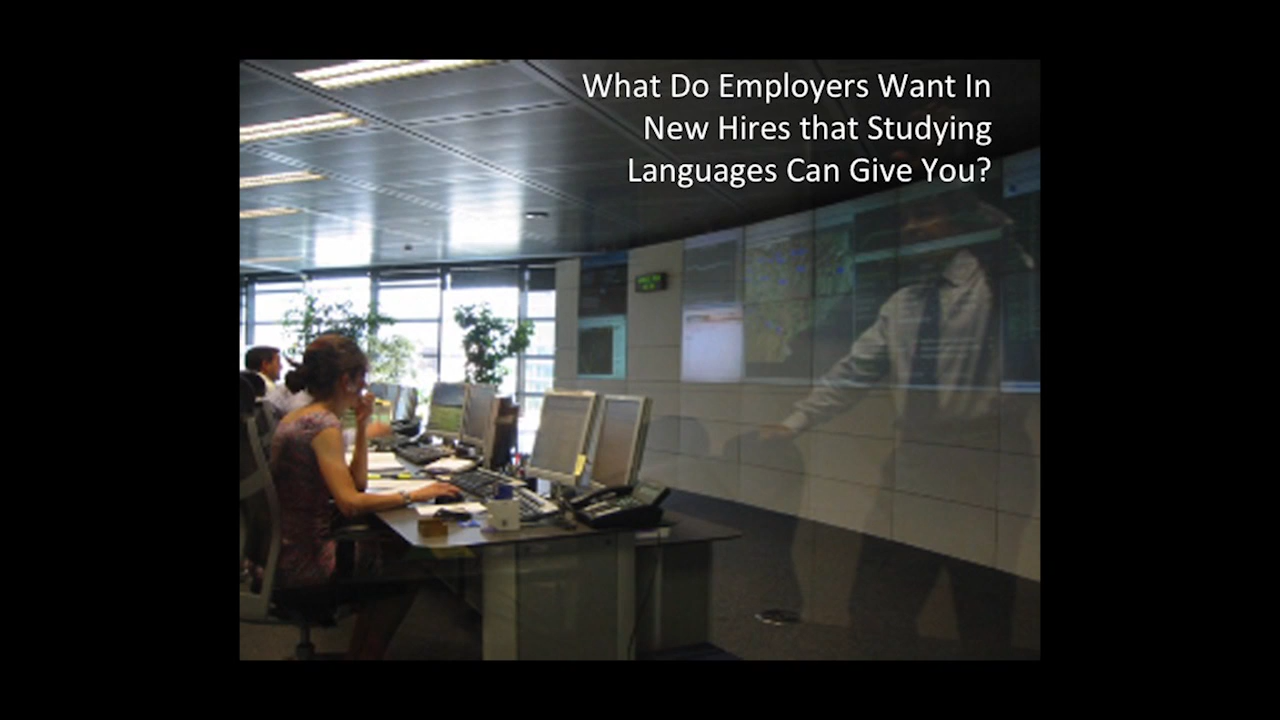 What Do Employers Want In
New Hires that Studying
Languages Can Give You?